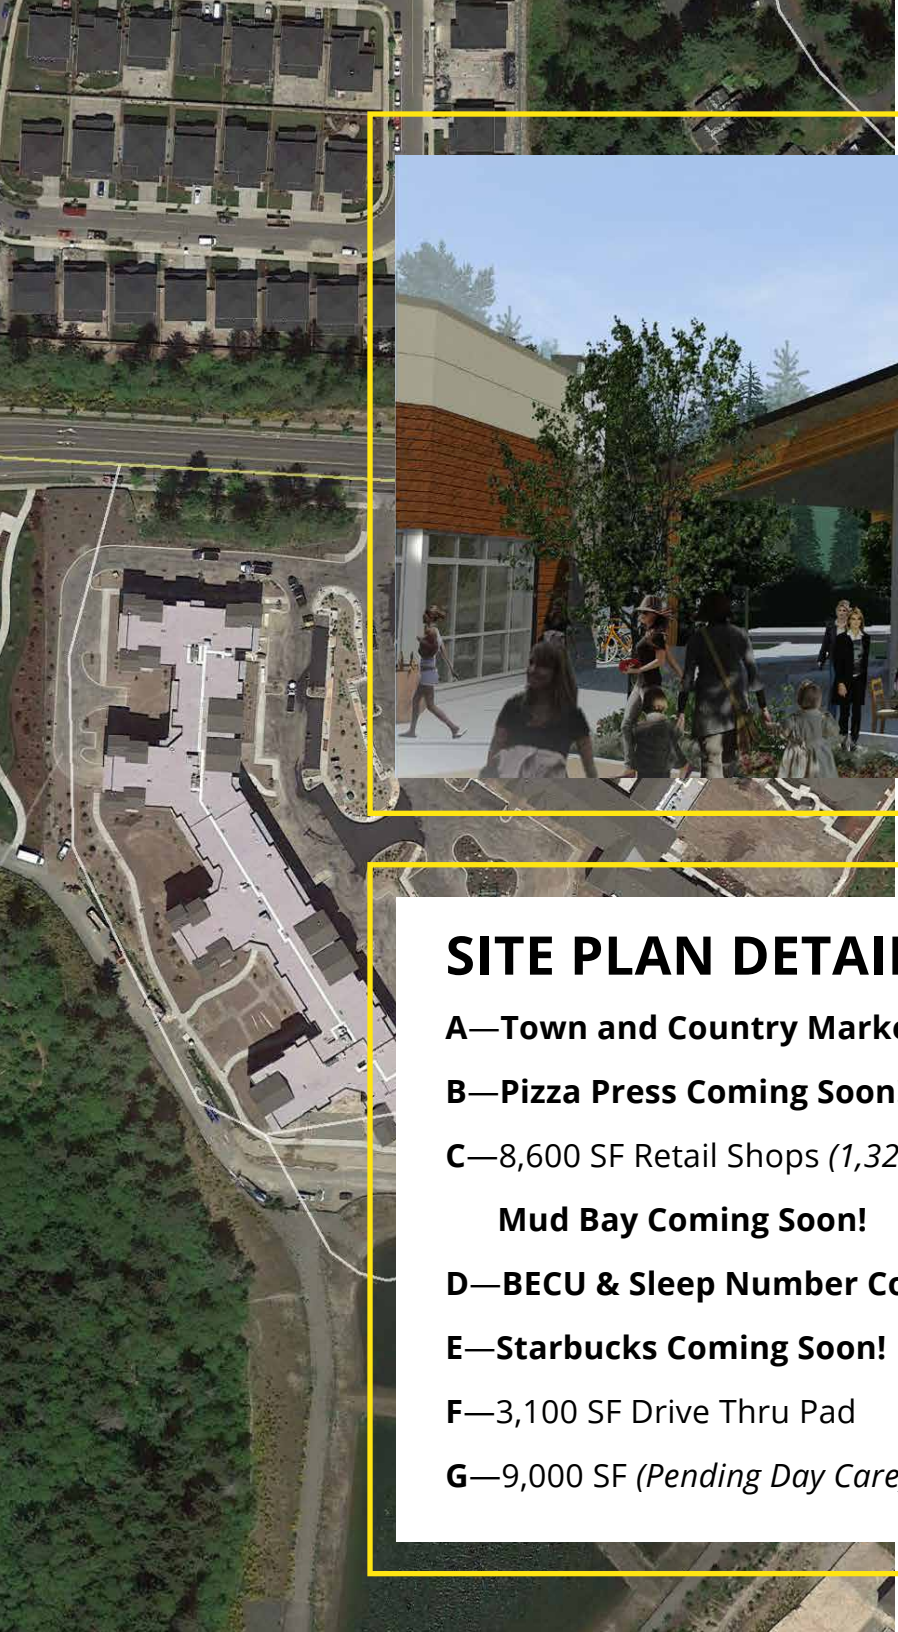 SITE PLAN DETAI
A—Town and Country Mark
B—Pizza Press Coming Soon!
C—8,600 SF Retail Shops (1,32
Mud Bay Coming Soon!
D—BECU & Sleep Number Co
E—Starbucks Coming Soon!
F—3,100 SF Drive Thru Pad
G—9,000 SF (Pending Day Care